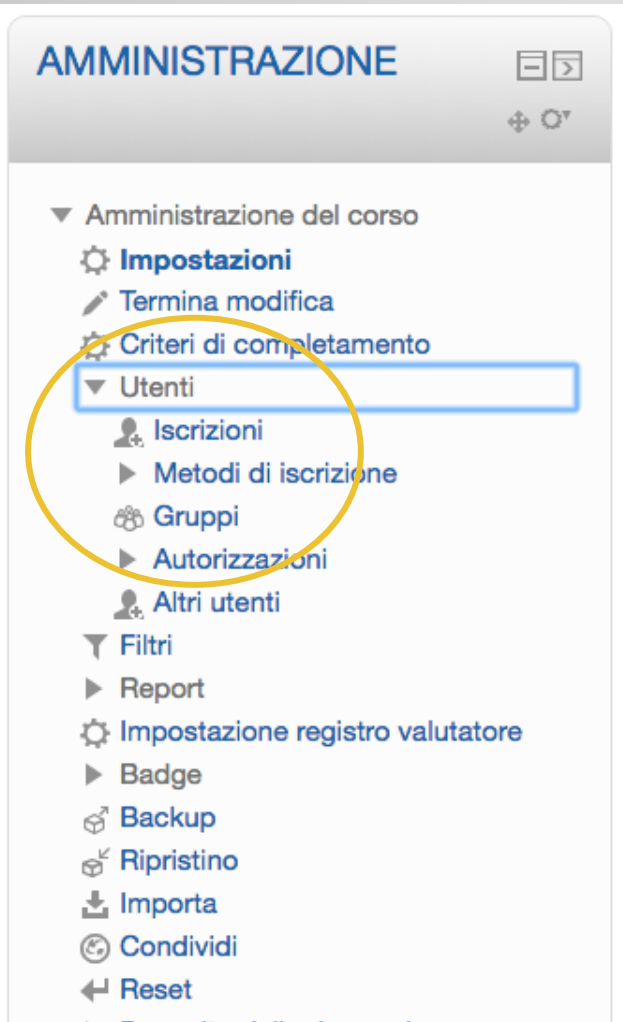 AMMINISTRAZIONE
Amministrazione del corso
Impostazioni
Termina modifica
Criteri di completamento
Utenti
Iscrizioni
Metodi di iscrizione
Gruppi
Autorizzazioni
Altri utenti
Filtri
Report
Impostazione registro valutatore
Badge
Backup
Ripristino
Importa
Condividi
Reset